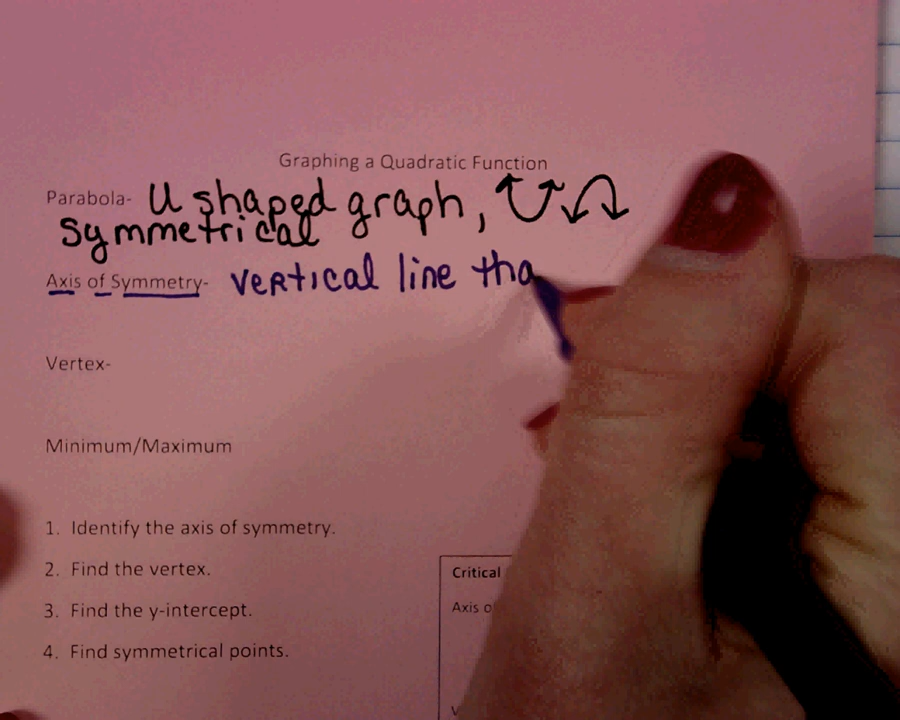 Graphing a Quadratic Function
Parabola- U shaped graph,
Symmetrical
Axis of Symmetry- vertical line tha
Vertex-
Minimum/Maximum
1. Identify the axis of symmetry.
2. Find the vertex.
3. Find the y-intercept.
4. Find symmetrical points.
Critical
Axis o
V